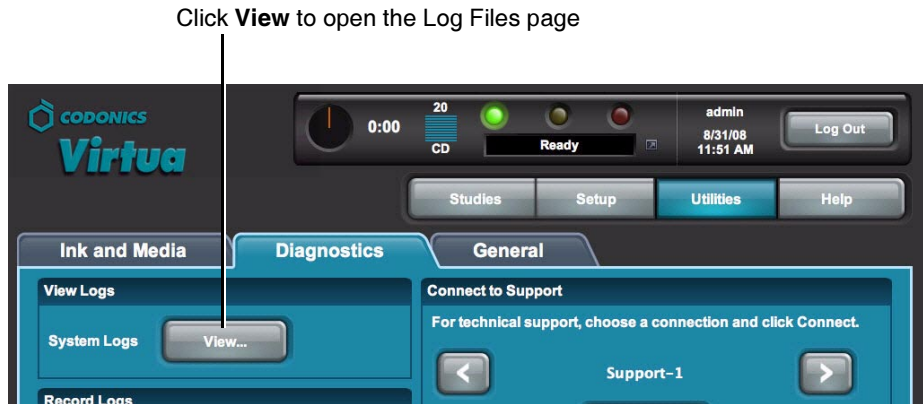 Click View to open the Log Files page
CODONICS
Virtua
0:00
20
CD
Ready
admin
8/31/08
11:51 AM
Log Out
Studies
Setup
Utilities
Help
Ink and Media
Diagnostics
General
View Logs
System Logs
View...
Record Logs
Connect to Support
For technical support, choose a connection and click Connect.
Support-1